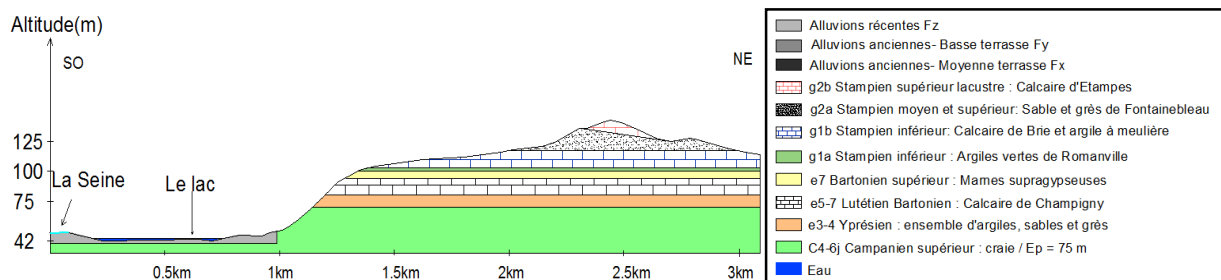 Altitude(m)
SO
NE
La Seine
Le lac
125
100
75
42
0.5km
1km
1.5km
2km
2.5km
3km
Alluvions récentes Fz
Alluvions anciennes- Basse terrasse Fy
Alluvions anciennes- Moyenne terrasse Fx
g2b Stampien supérieur lacustre : Calcaire d'Etampes
g2a Stampien moyen et supérieur: Sable et grès de Fontainebleau
g1b Stampien inférieur: Calcaire de Brie et argile à meulière
g1a Stampien inférieur : Argiles vertes de Romanville
e7 Bartonien supérieur : Marnes supragypseuses
e5-7 Lutétien Bartonien : Calcaire de Champigny
e3-4 Yprésien : ensemble d'argiles, sables et grès
C4-6j Campanien supérieur : craie / Ep = 75 m
Eau